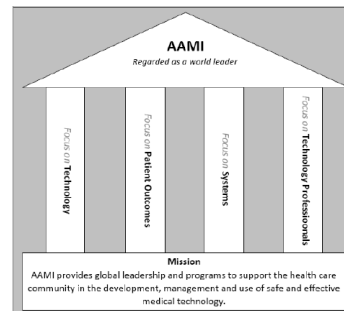 AAMI
Regarded as a world leader
Focus on Technology
Focus on Patient Outcomes
Focus on Systems
Focus on Technology Professionals
Mission
AAMI provides global leadership and programs to support the health care
community in the development, management and use of safe and effective
medical technology.